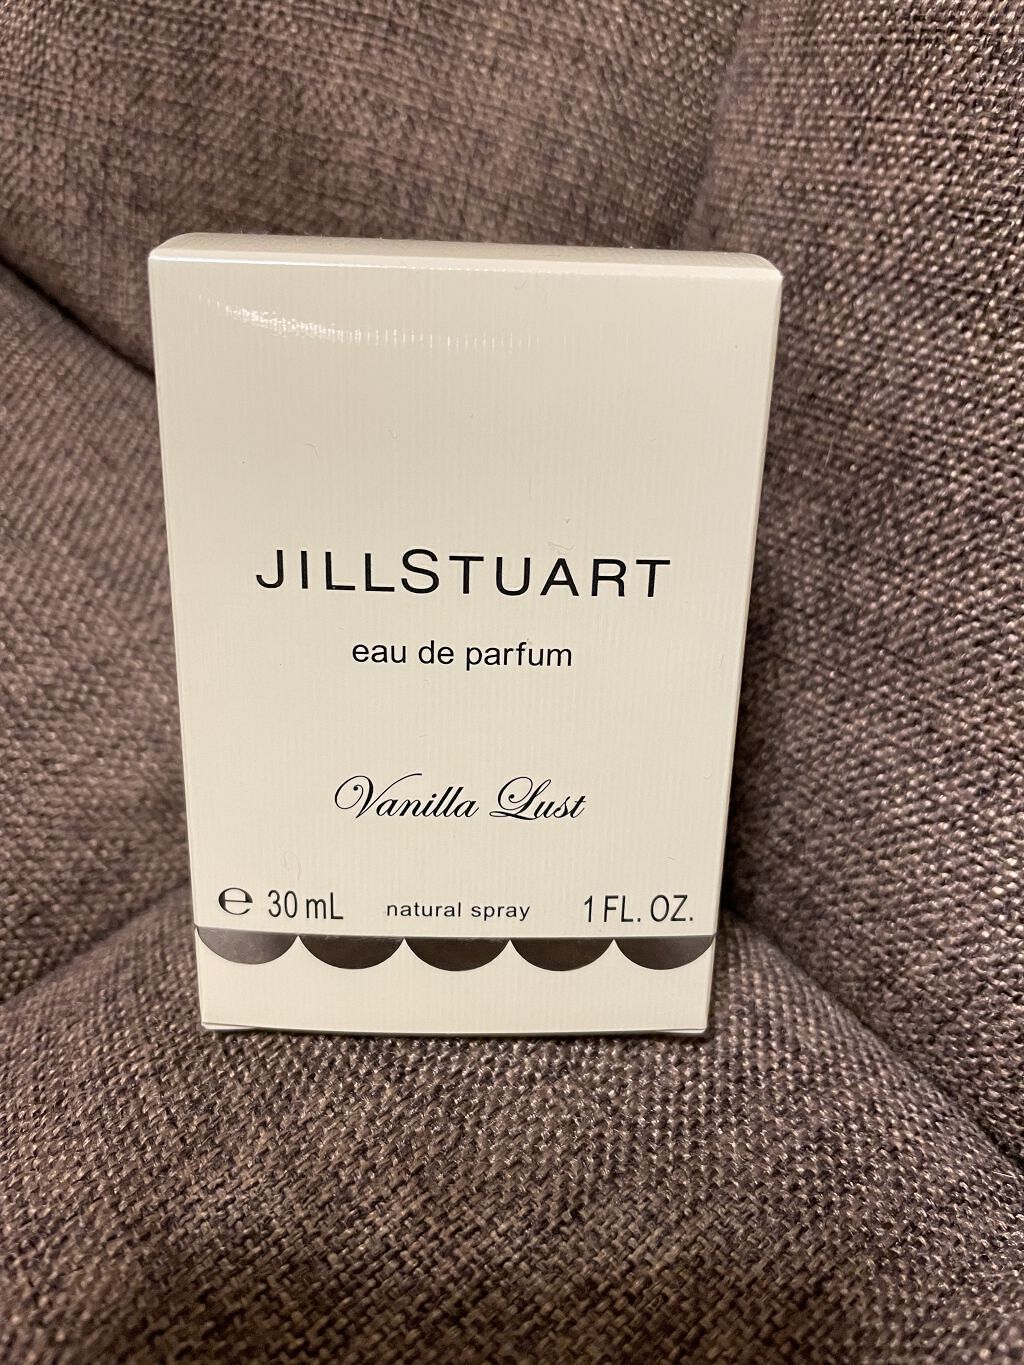 JILLSTUART
eau de parfum
Vanilla Lust
℮ 30 mL natural spray 1 FL. OZ.